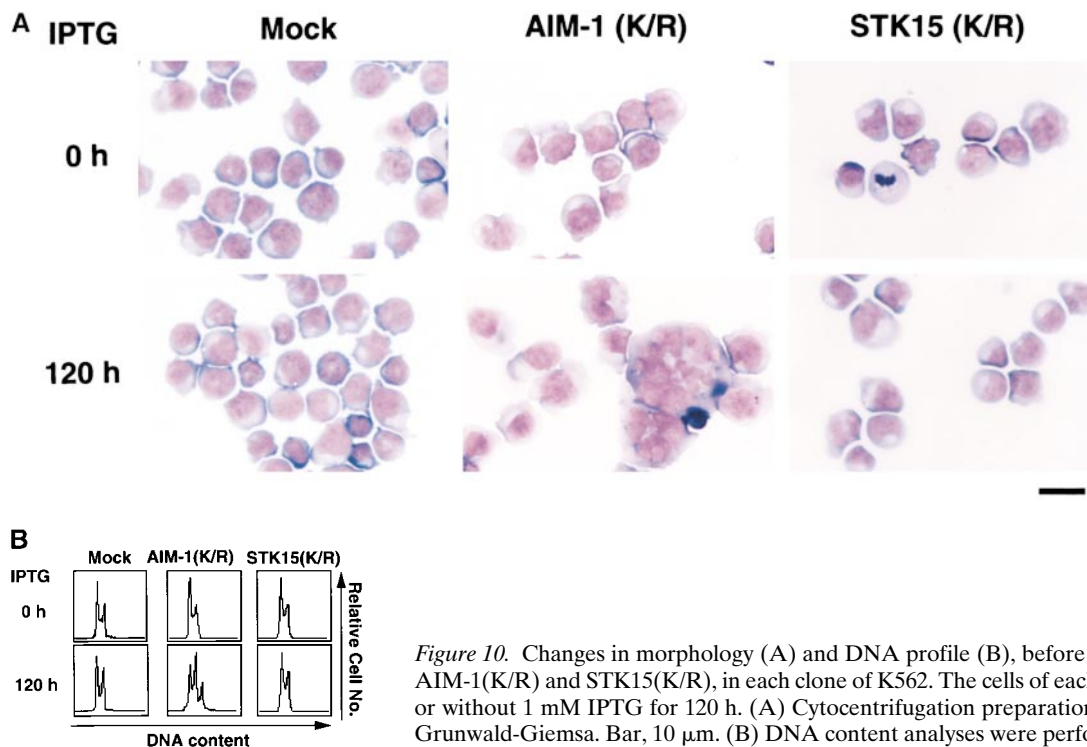 A IPTG Mock AIM-1 (K/R) STK15 (K/R)
0 h
120 h
B
Mock AIM-1(K/R) STK15(K/R)
IPTG
0 h
120 h
Relative Cell No.
DNA content
Figure 10. Changes in morphology (A) and DNA profile (B), before
AIM-1(K/R) and STK15(K/R), in each clone of K562. The cells of eac
or without 1 mM IPTG for 120 h. (A) Cytocentrifugation preparation
Grunwald-Giemsa. Bar, 10 μm. (B) DNA content analyses were perfo